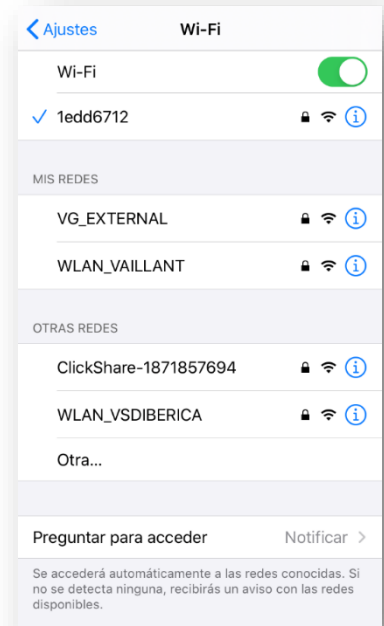 Ajustes Wi-Fi
Wi-Fi
1edd6712
MIS REDES
VG_EXTERNAL
WLAN_VAILLANT
OTRAS REDES
ClickShare-1871857694
WLAN_VSDIBERICA
Otra...
Preguntar para acceder Notificar
Se accederá automáticamente a las redes conocidas. Si
no se detecta ninguna, recibirás un aviso con las redes
disponibles.